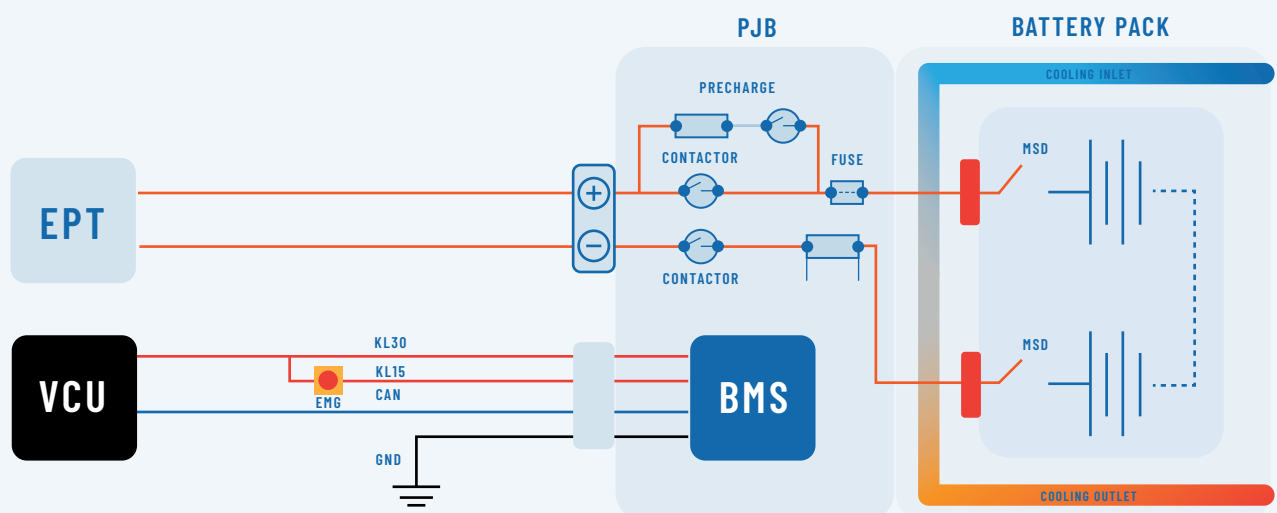 PJB
BATTERY PACK
COOLING INLET
PRECHARGE
CONTACTOR
FUSE
MSD
EPT
+
−
CONTACTOR
VCU
KL30
KL15
CAN
EMG
GND
BMS
MSD
COOLING OUTLET